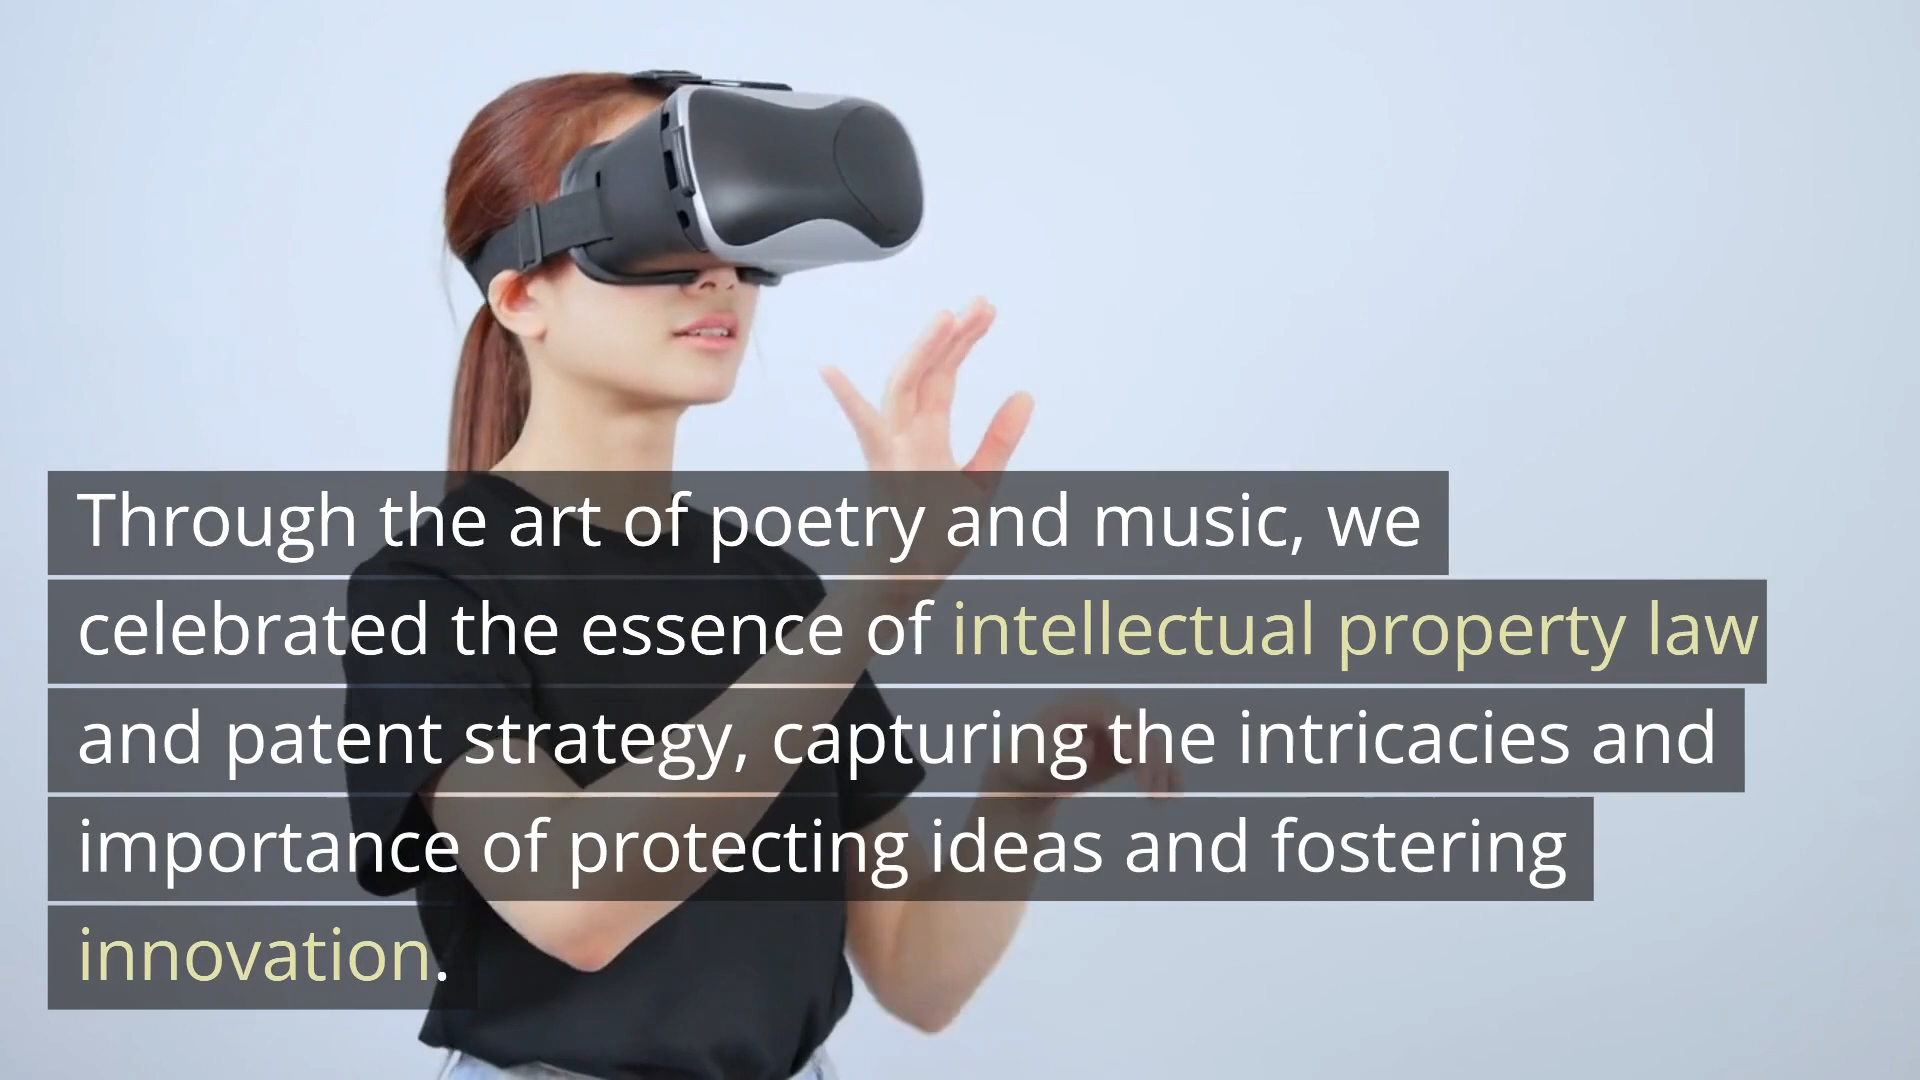 Through the art of poetry and music, we
celebrated the essence of intellectual property law
and patent strategy, capturing the intricacies and
importance of protecting ideas and fostering
innovation.